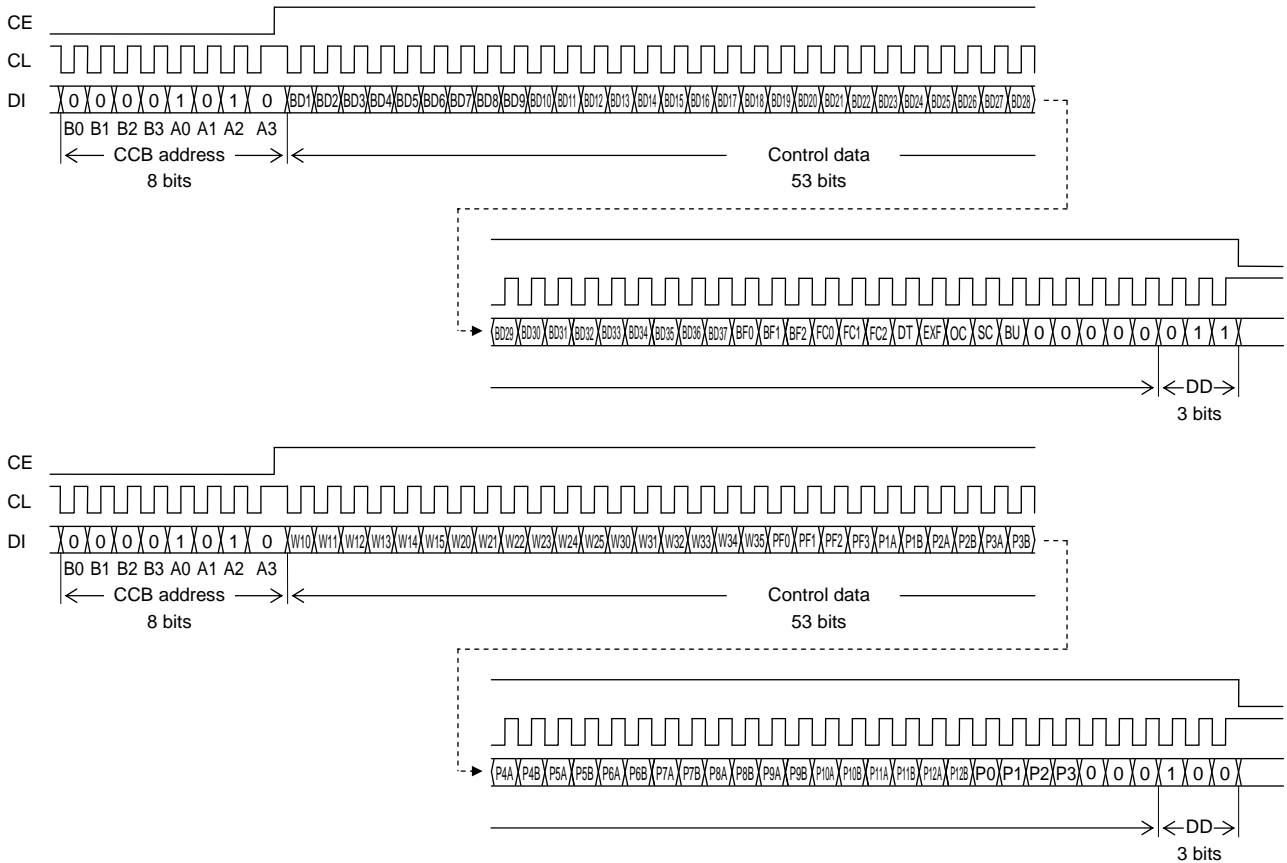 CE
CL
DI 0 0 0 0 1 0 1 0 BD1 BD2 BD3 BD4 BD5 BD6 BD7 BD8 BD9 BD10 BD11 BD12 BD13 BD14 BD15 BD16 BD17 BD18 BD19 BD20 BD21 BD22 BD23 BD24 BD25 BD26 BD27 BD28
B0 B1 B2 B3 A0 A1 A2 A3
CCB address Control data
8 bits 53 bits
BD29 BD30 BD31 BD32 BD33 BD34 BD35 BD36 BD37 BF0 BF1 BF2 FC0 FC1 FC2 DT EXF OC SC BU 0 0 0 0 0 0 1 1
DD
3 bits
CE
CL
DI 0 0 0 0 1 0 1 0 W10 W11 W12 W13 W14 W15 W20 W21 W22 W23 W24 W25 W30 W31 W32 W33 W34 W35 PF0 PF1 PF2 PF3 P1A P1B P2A P2B P3A P3B
B0 B1 B2 B3 A0 A1 A2 A3
CCB address Control data
8 bits 53 bits
P4A P4B P5A P5B P6A P6B P7A P7B P8A P8B P9A P9B P10A P10B P11A P11B P12A P12B P0 P1 P2 P3 0 0 0 1 0 0
DD
3 bits